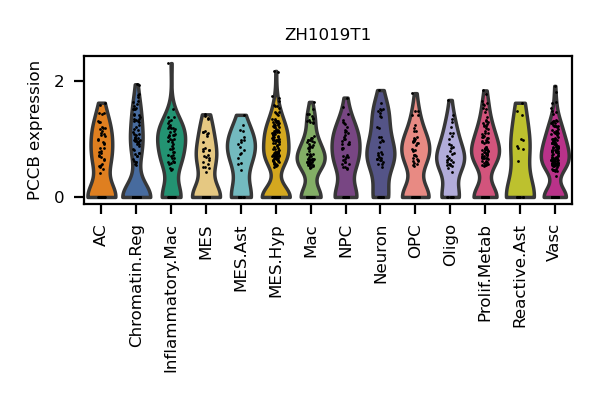 ZH1019T1
PCCB expression
2
0
AC
Chromatin.Reg
Inflammatory.Mac
MES
MES.Ast
MES.Hyp
Mac
NPC
Neuron
OPC
Oligo
Prolif.Metab
Reactive.Ast
Vasc